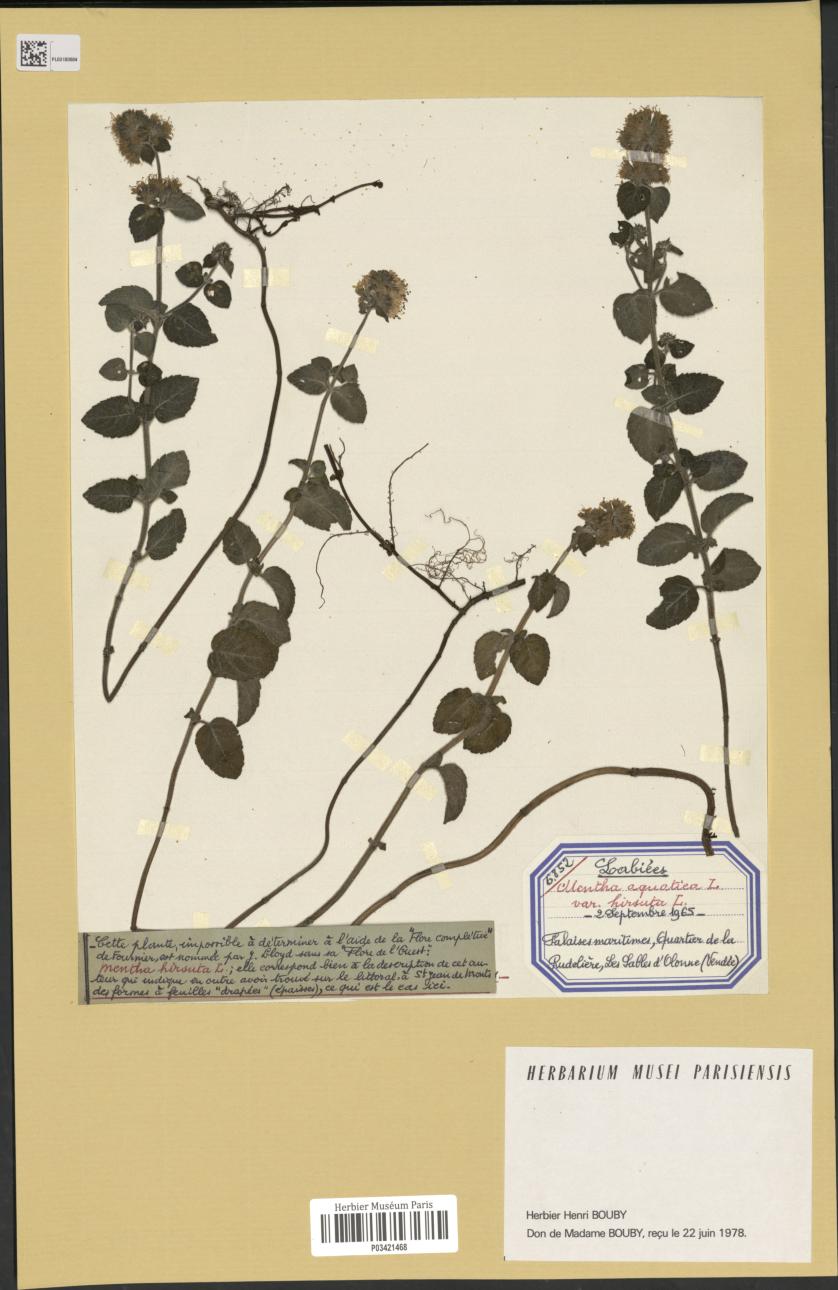 PL02183694
6.852
Labiées
Mentha aquatica L.
var. hirsuta L.
_ 2 Septembre 1965 _
Falaises maritimes, Quartier de la
Rudelière, Les Sables d'Olonne (Vendée)
_ Cette plante, impossible à déterminer à l'aide de la "Flore complétive"
de Fournier, est nommée par J. Lloyd dans sa "Flore de l'Ouest":
mentha hirsuta L.; elle correspond bien à la description de cet au-
teur qui indique en outre avoir trouvé sur le littoral à St Jean de Monts
des formes à feuilles "drapées" (épaisses), ce qui est le cas ici. _
HERBARIUM MUSEI PARISIENSIS
Herbier Henri BOUBY
Don de Madame BOUBY, reçu le 22 juin 1978.
Herbier Muséum Paris
P03421468